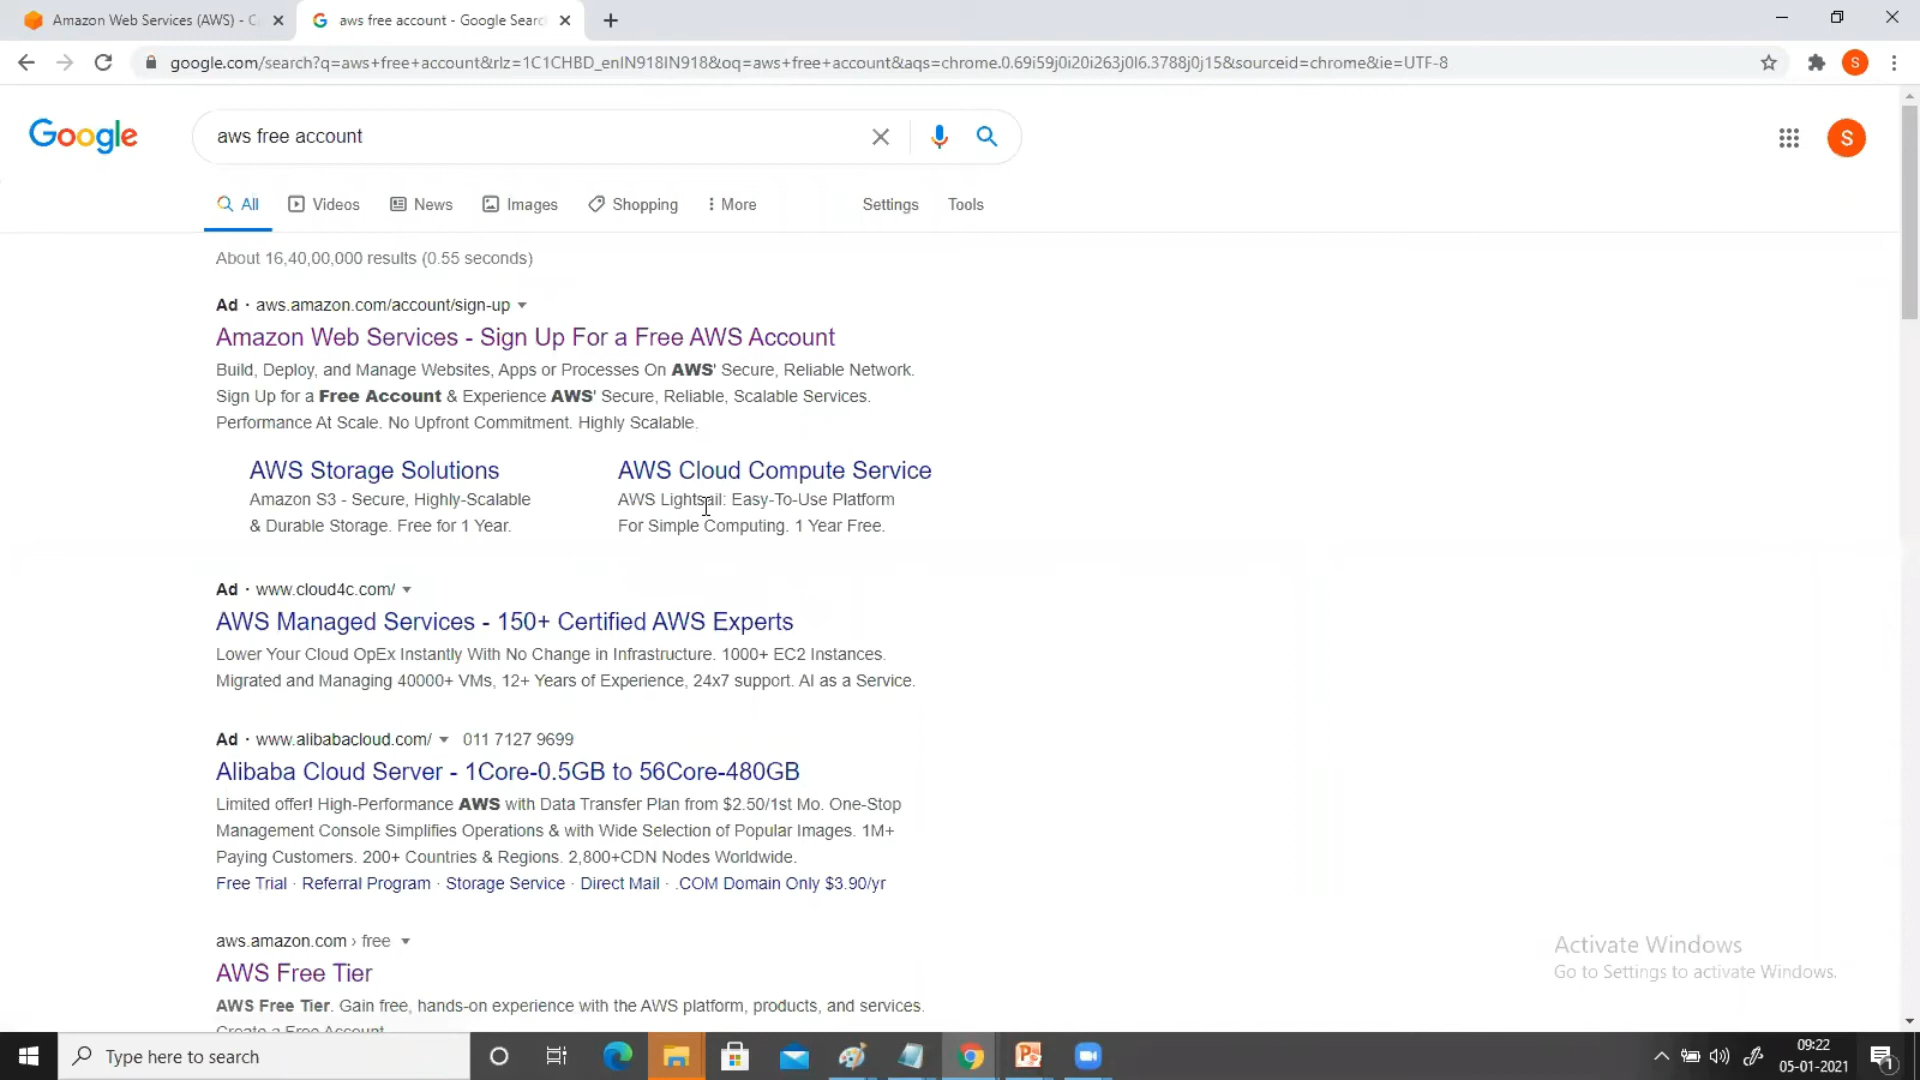 Amazon Web Services (AWS) - C
aws free account - Google Search
google.com/search?q=aws+free+account&rlz=1C1CHBD_enIN918IN918&oq=aws+free+account&aqs=chrome.0.69i59j0i20i263j0l6.3788j0j15&sourceid=chrome&ie=UTF-8
S
Google
aws free account
S
All
Videos
News
Images
Shopping
More
Settings
Tools
About 16,40,00,000 results (0.55 seconds)
Ad · aws.amazon.com/account/sign-up
Amazon Web Services - Sign Up For a Free AWS Account
Build, Deploy, and Manage Websites, Apps or Processes On AWS' Secure, Reliable Network.
Sign Up for a Free Account & Experience AWS' Secure, Reliable, Scalable Services.
Performance At Scale. No Upfront Commitment. Highly Scalable.
AWS Storage Solutions
Amazon S3 - Secure, Highly-Scalable
& Durable Storage. Free for 1 Year.
AWS Cloud Compute Service
AWS Lightsail: Easy-To-Use Platform
For Simple Computing. 1 Year Free.
Ad · www.cloud4c.com/
AWS Managed Services - 150+ Certified AWS Experts
Lower Your Cloud OpEx Instantly With No Change in Infrastructure. 1000+ EC2 Instances.
Migrated and Managing 40000+ VMs, 12+ Years of Experience, 24x7 support. AI as a Service.
Ad · www.alibabacloud.com/ 011 7127 9699
Alibaba Cloud Server - 1Core-0.5GB to 56Core-480GB
Limited offer! High-Performance AWS with Data Transfer Plan from $2.50/1st Mo. One-Stop
Management Console Simplifies Operations & with Wide Selection of Popular Images. 1M+
Paying Customers. 200+ Countries & Regions. 2,800+CDN Nodes Worldwide.
Free Trial · Referral Program · Storage Service · Direct Mail · .COM Domain Only $3.90/yr
aws.amazon.com › free
AWS Free Tier
AWS Free Tier. Gain free, hands-on experience with the AWS platform, products, and services.
Create a Free Account
Activate Windows
Go to Settings to activate Windows.
Type here to search
09:22
05-01-2021
1